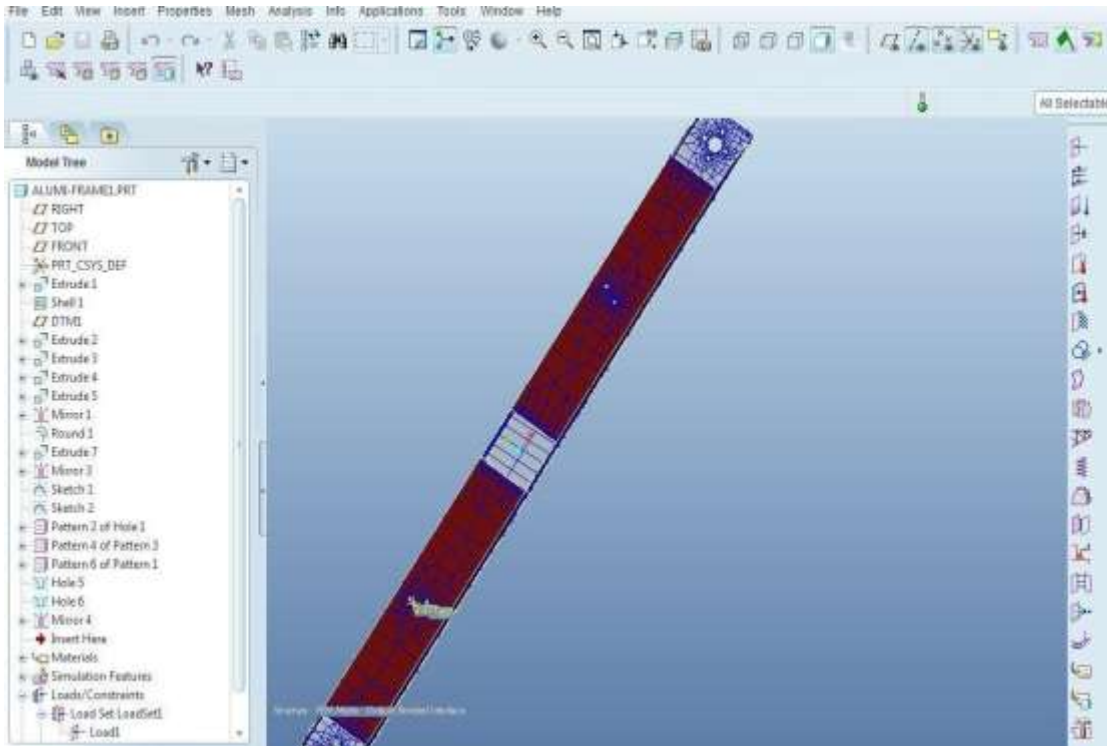 File Edit View Insert Properties Mesh Analysis Info Applications Tools Window Help
All Selectable
Model Tree
ALUMI-FRAME1.PRT
RIGHT
TOP
FRONT
PRT_CSYS_DEF
Extrude 1
Shell 1
DTM1
Extrude 2
Extrude 3
Extrude 4
Extrude 5
Mirror 1
Round 1
Extrude 7
Mirror 3
Sketch 1
Sketch 2
Pattern 2 of Hole 1
Pattern 4 of Pattern 3
Pattern 6 of Pattern 1
Hole 5
Hole 6
Mirror 4
Insert Here
Materials
Simulation Features
Loads/Constraints
Load Set LoadSet1
Load1